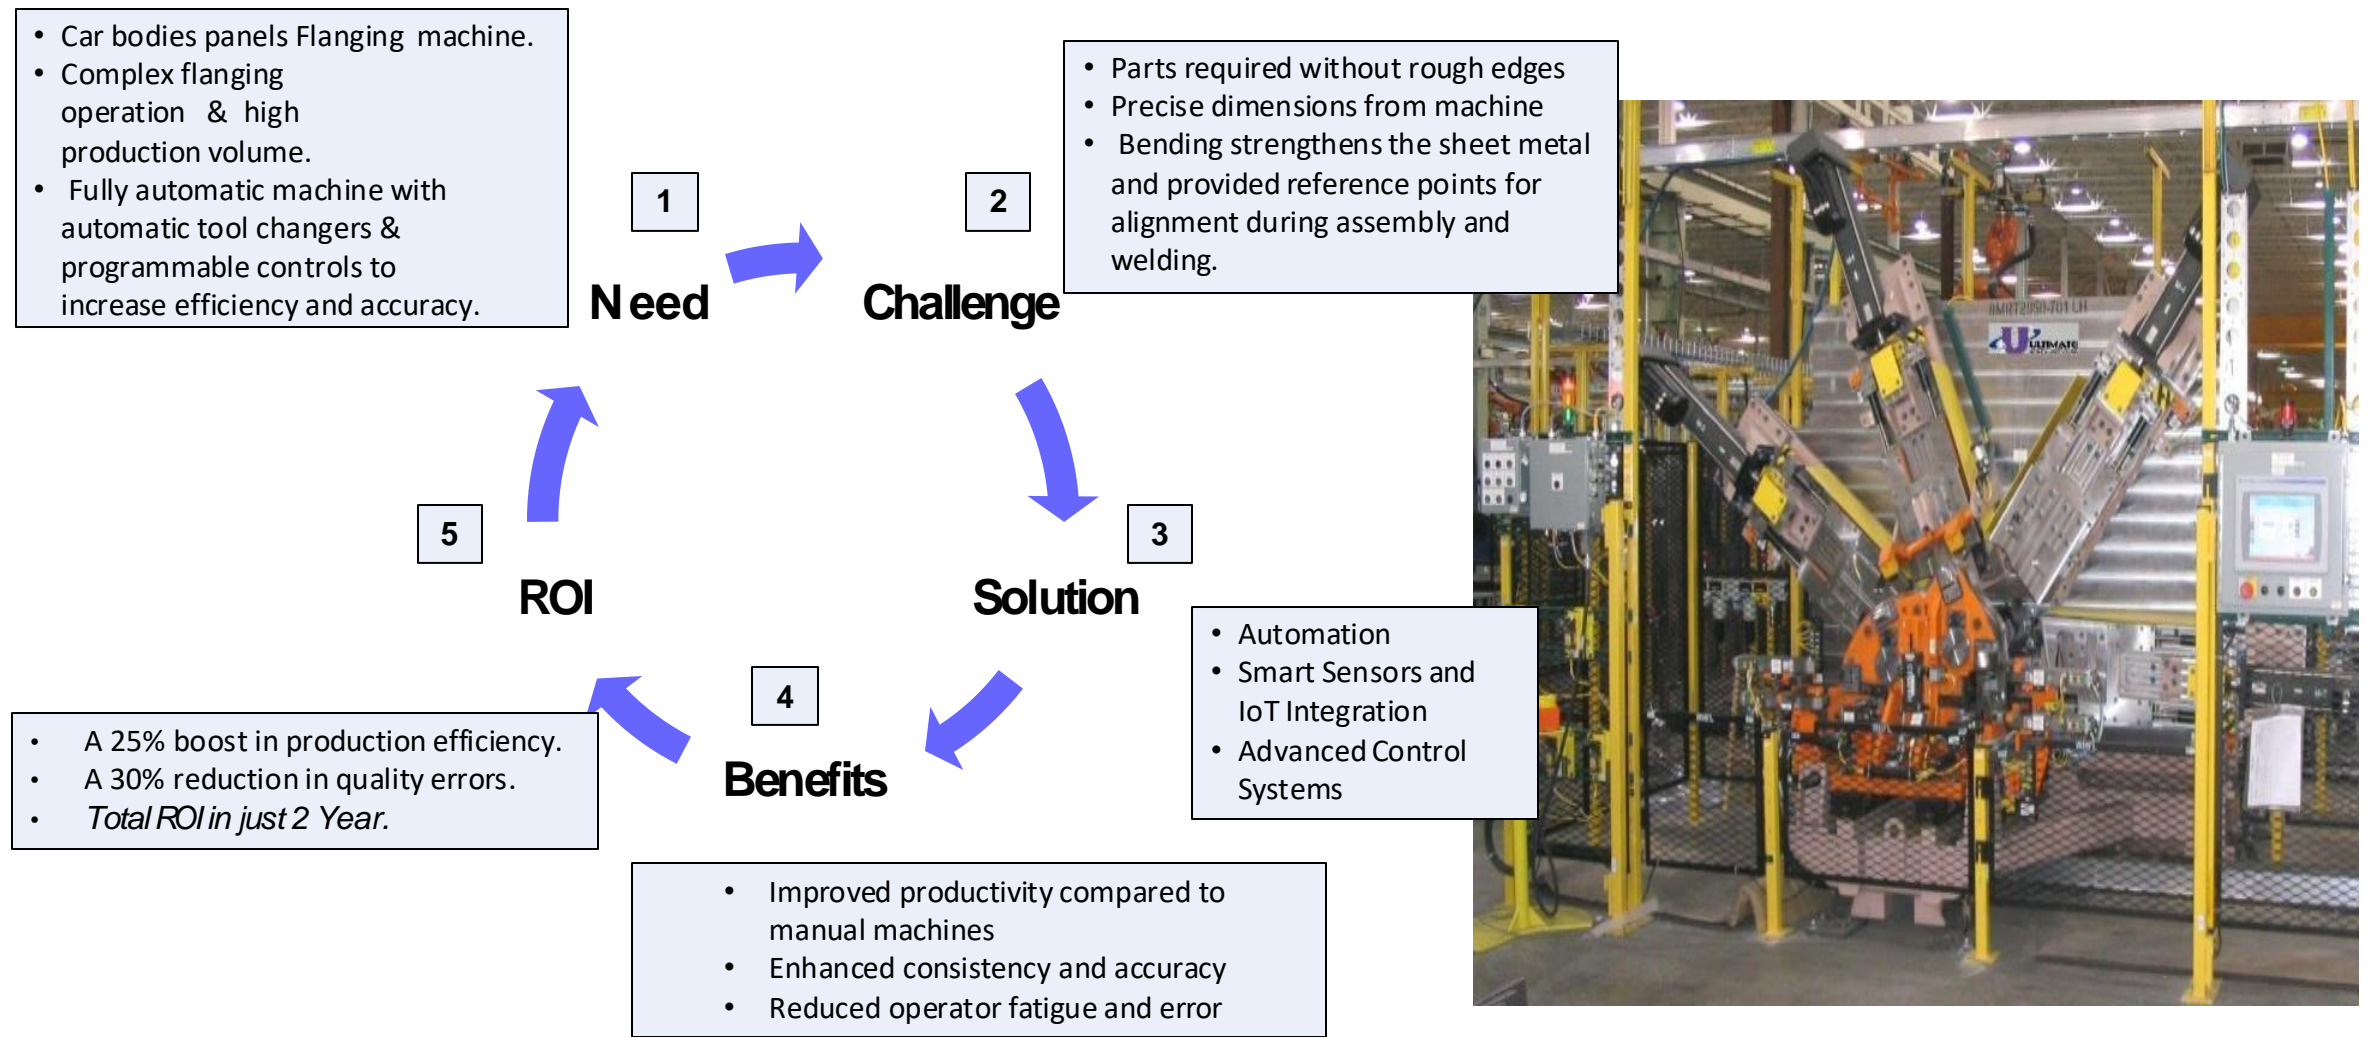 • Car bodies panels Flanging machine.
• Complex flanging
operation & high
production volume.
• Fully automatic machine with
automatic tool changers &
programmable controls to
increase efficiency and accuracy.
1
Need
2
Challenge
• Parts required without rough edges
• Precise dimensions from machine
• Bending strengthens the sheet metal
and provided reference points for
alignment during assembly and
welding.
3
Solution
• Automation
• Smart Sensors and
IoT Integration
• Advanced Control
Systems
4
Benefits
• Improved productivity compared to
manual machines
• Enhanced consistency and accuracy
• Reduced operator fatigue and error
5
ROI
• A 25% boost in production efficiency.
• A 30% reduction in quality errors.
• Total ROI in just 2 Year.
U
ULTIMATE